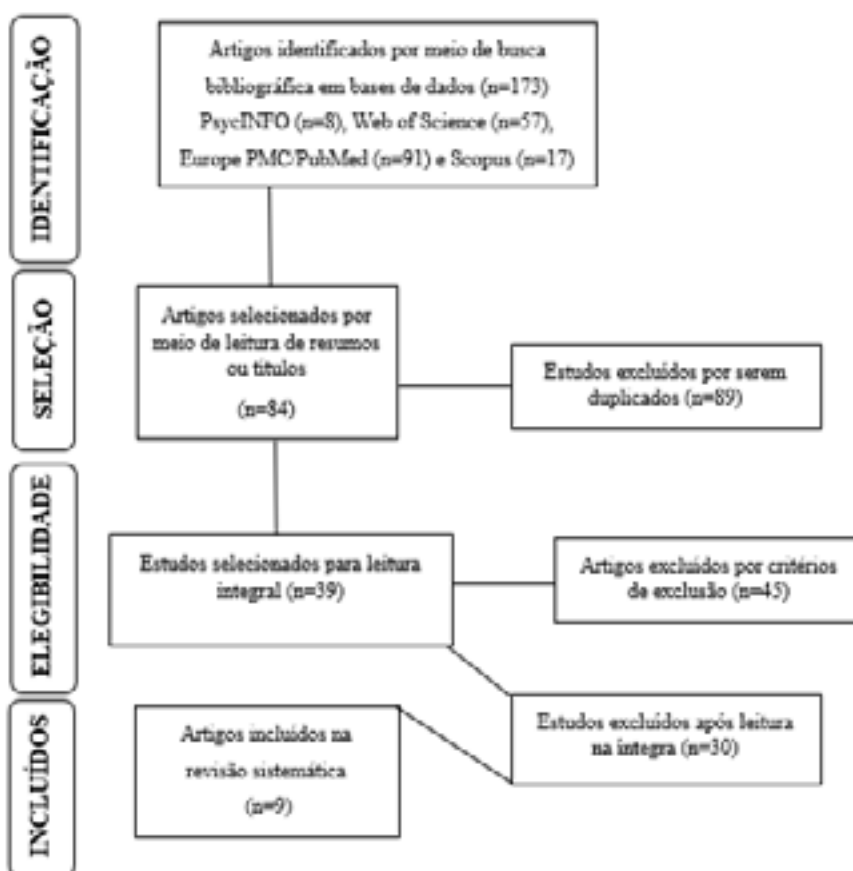 IDENTIFICAÇÃO
Artigos identificados por meio de busca
bibliográfica em bases de dados (n=173)
PsycINFO (n=8), Web of Science (n=57),
Europe PMC/PubMed (n=91) e Scopus (n=17)
SELEÇÃO
Artigos selecionados por
meio de leitura de resumos
ou títulos
(n=84)
Estudos excluídos por serem
duplicados (n=89)
ELEGIBILIDADE
Estudos selecionados para leitura
integral (n=39)
Artigos excluídos por critérios
de exclusão (n=45)
INCLUÍDOS
Artigos incluídos na
revisão sistemática
(n=9)
Estudos excluídos após leitura
na integra (n=30)